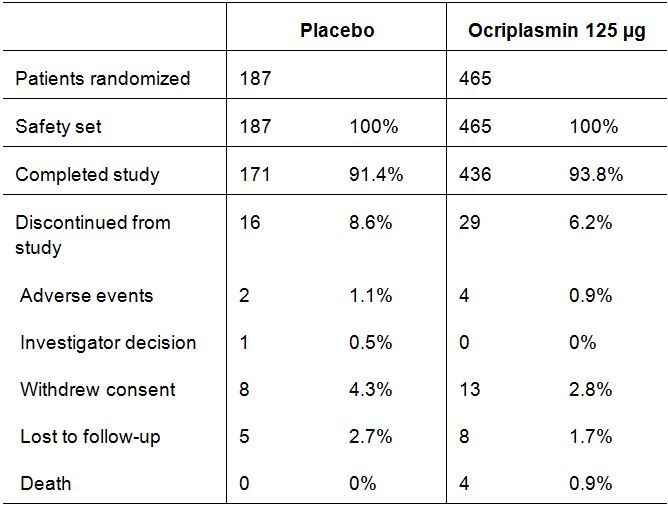 Placebo Ocriplasmin 125 µg
Patients randomized 187 465
Safety set 187 100% 465 100%
Completed study 171 91.4% 436 93.8%
Discontinued from 16 8.6% 29 6.2%
study
Adverse events 2 1.1% 4 0.9%
Investigator decision 1 0.5% 0 0%
Withdrew consent 8 4.3% 13 2.8%
Lost to follow-up 5 2.7% 8 1.7%
Death 0 0% 4 0.9%